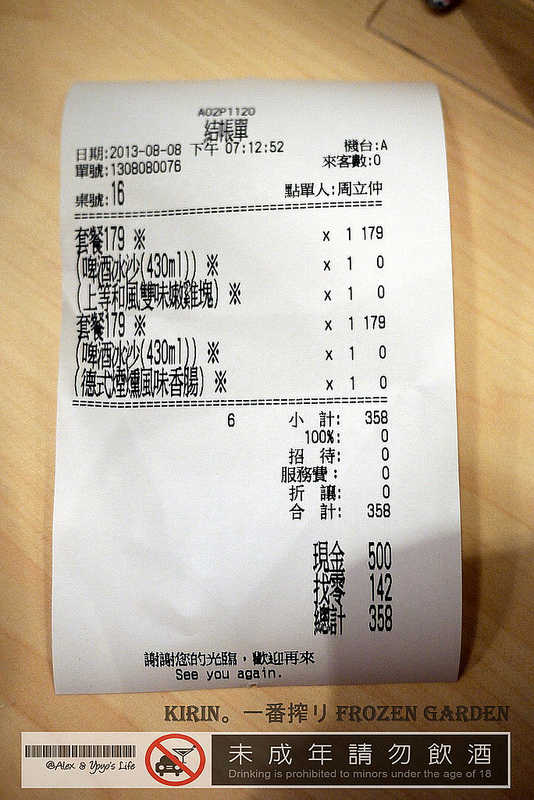 A02P1120
結帳單
日期:2013-08-08 下午 07:12:52 機台:A
單號:1308080076 來客數:0
桌號:16 點單人:周立仲
套餐179 ※ x 1 179
(啤酒冰沙(430ml)) ※ x 1 0
(上等和風雙味嫩雞塊) ※ x 1 0
套餐179 ※ x 1 179
(啤酒冰沙(430ml)) ※ x 1 0
(德式煙燻風味香腸) ※ x 1 0
6 小 計: 358
100%: 0
招 待: 0
服務費: 0
折 讓: 0
合 計: 358
現金 500
找零 142
總計 358
謝謝您的光臨，歡迎再來
See you again.
KIRIN。一番搾り FROZEN GARDEN
@Alex & Ypyo's Life
未成年請勿飲酒
Drinking is prohibited to minors under the age of 18